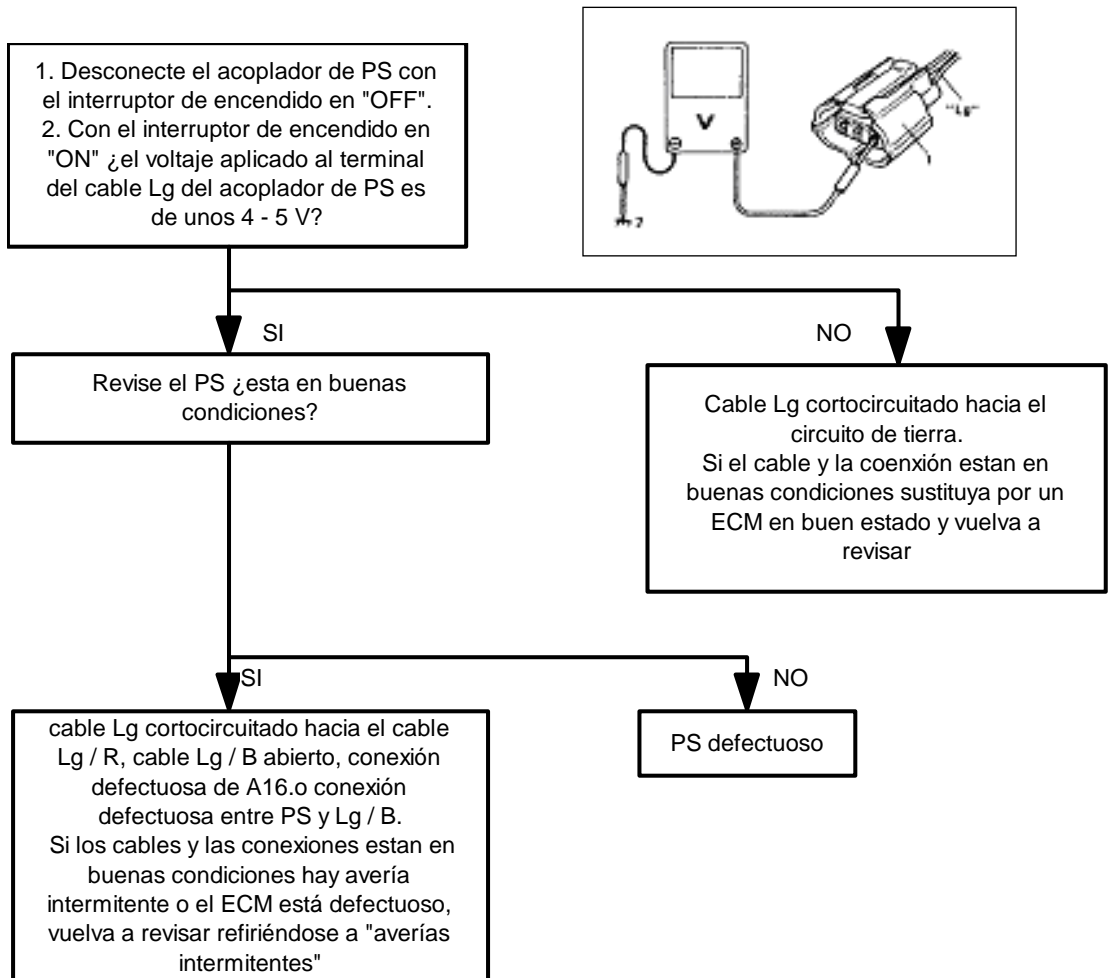 1. Desconecte el acoplador de PS con
el interruptor de encendido en "OFF".
2. Con el interruptor de encendido en
"ON" ¿el voltaje aplicado al terminal
del cable Lg del acoplador de PS es
de unos 4 - 5 V?
V
"Lg"
1
2
SI
NO
Revise el PS ¿esta en buenas
condiciones?
Cable Lg cortocircuitado hacia el
circuito de tierra.
Si el cable y la coenxión estan en
buenas condiciones sustituya por un
ECM en buen estado y vuelva a
revisar
SI
NO
cable Lg cortocircuitado hacia el cable
Lg / R, cable Lg / B abierto, conexión
defectuosa de A16.o conexión
defectuosa entre PS y Lg / B.
Si los cables y las conexiones estan en
buenas condiciones hay avería
intermitente o el ECM está defectuoso,
vuelva a revisar refiriéndose a "averías
intermitentes"
PS defectuoso